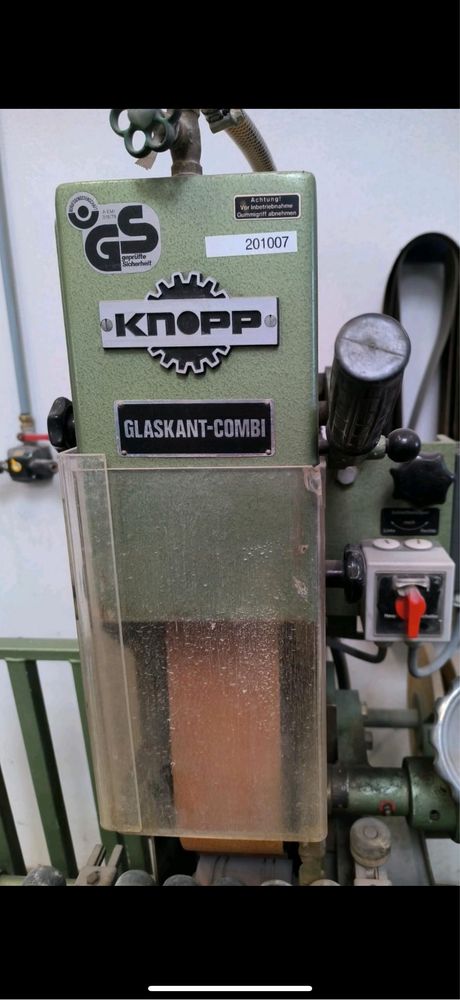 GS
geprüfte
Sicherheit
Achtung!
Vor Inbetriebnahme
Gummigriff abnehmen
201007
KNOPP
GLASKANT-COMBI